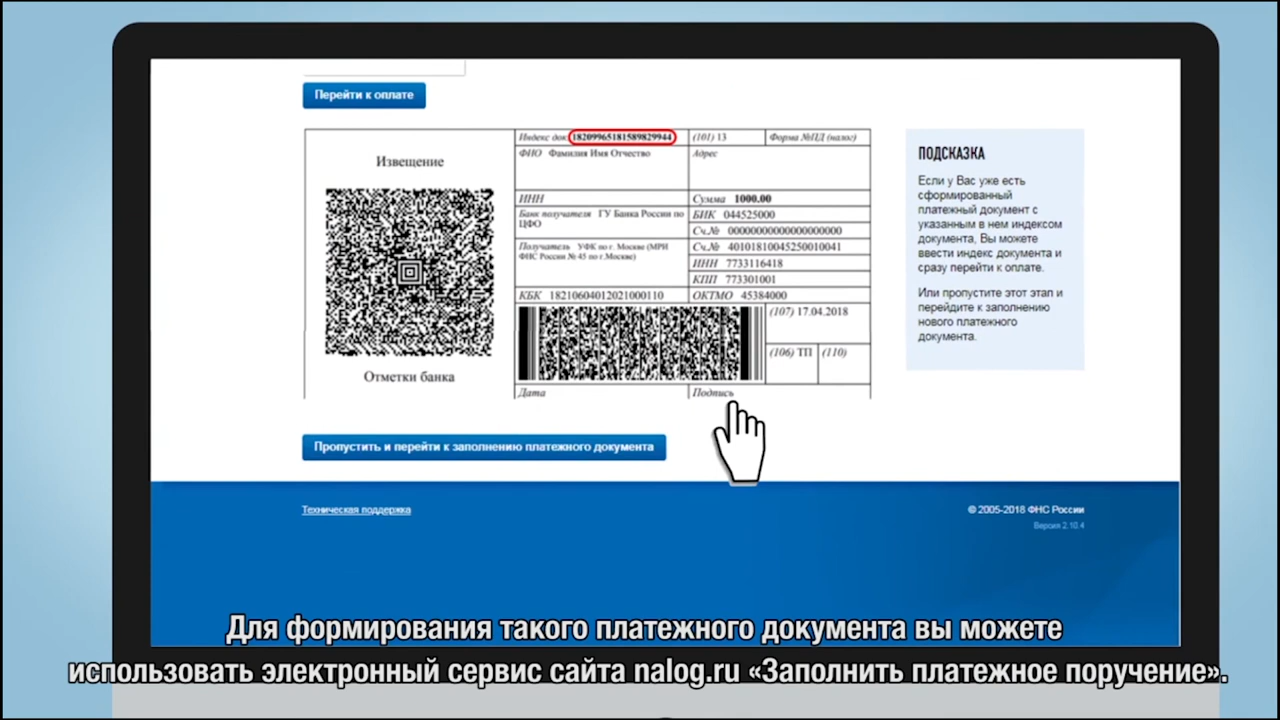 Перейти к оплате
Извещение
Индекс док. 18209965181589829944
(101) 13
Форма №ПД (налог)
ФИО Фамилия Имя Отчество
Адрес
ИНН
Сумма 1000.00
Банк получателя ГУ Банка России по
ЦФО
БИК 044525000
Сч.№ 00000000000000000000
Получатель УФК по г. Москве (МРИ
ФНС России № 45 по г.Москве)
Сч.№ 40101810045250010041
ИНН 7733116418
КПП 773301001
КБК 18210604012021000110
ОКТМО 45384000
(107) 17.04.2018
(106) ТП
(110)
Отметки банка
Дата
Подпись
ПОДСКАЗКА
Если у Вас уже есть
сформированный
платежный документ с
указанным в нем индексом
документа, Вы можете
ввести индекс документа и
сразу перейти к оплате.
Или пропустите этот этап и
перейдите к заполнению
нового платежного
документа.
Пропустить и перейти к заполнению платежного документа
Техническая поддержка
© 2005-2018 ФНС России
Версия 2.10.4
Для формирования такого платежного документа вы можете
использовать электронный сервис сайта nalog.ru «Заполнить платежное поручение».